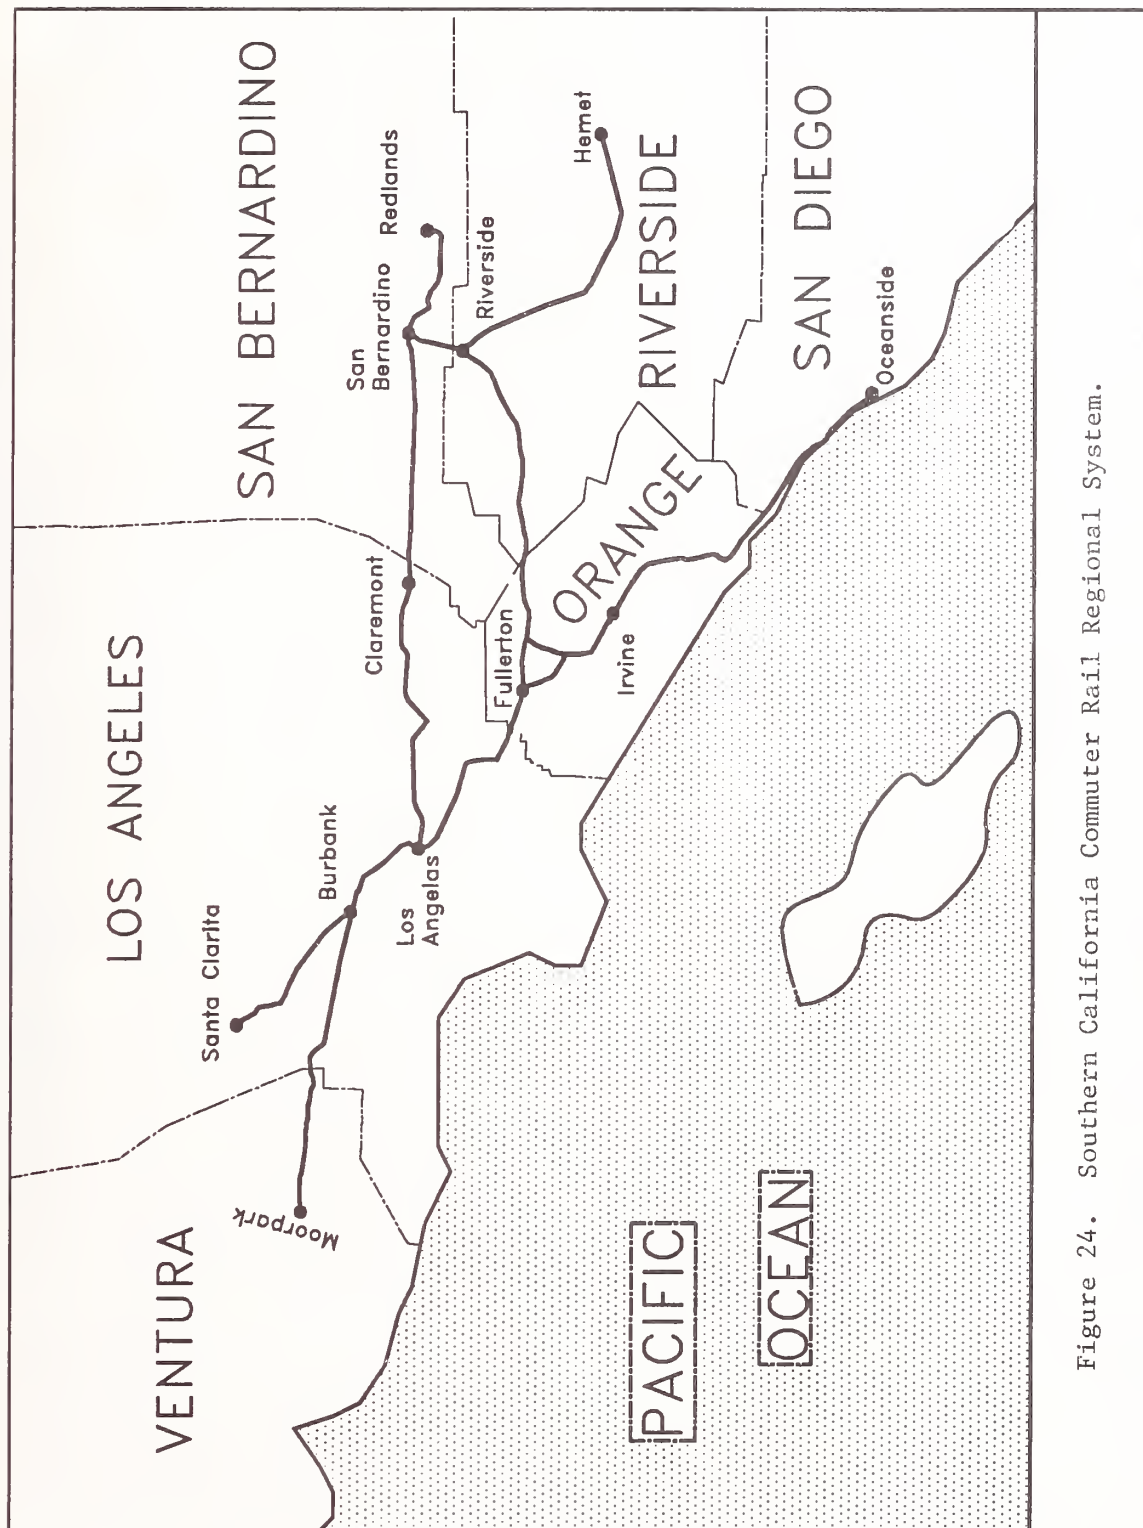 SAN BERNARDINO
LOS ANGELES
VENTURA
Santa Clarita
Burbank
Moorpark
Los
Angelas
Claremont
San
Bernardino
Redlands
Riverside
Fullerton
Hemet
Irvine
ORANGE
RIVERSIDE
SAN DIEGO
Oceanside
PACIFIC
OCEAN
Figure 24. Southern California Commuter Rail Regional System.